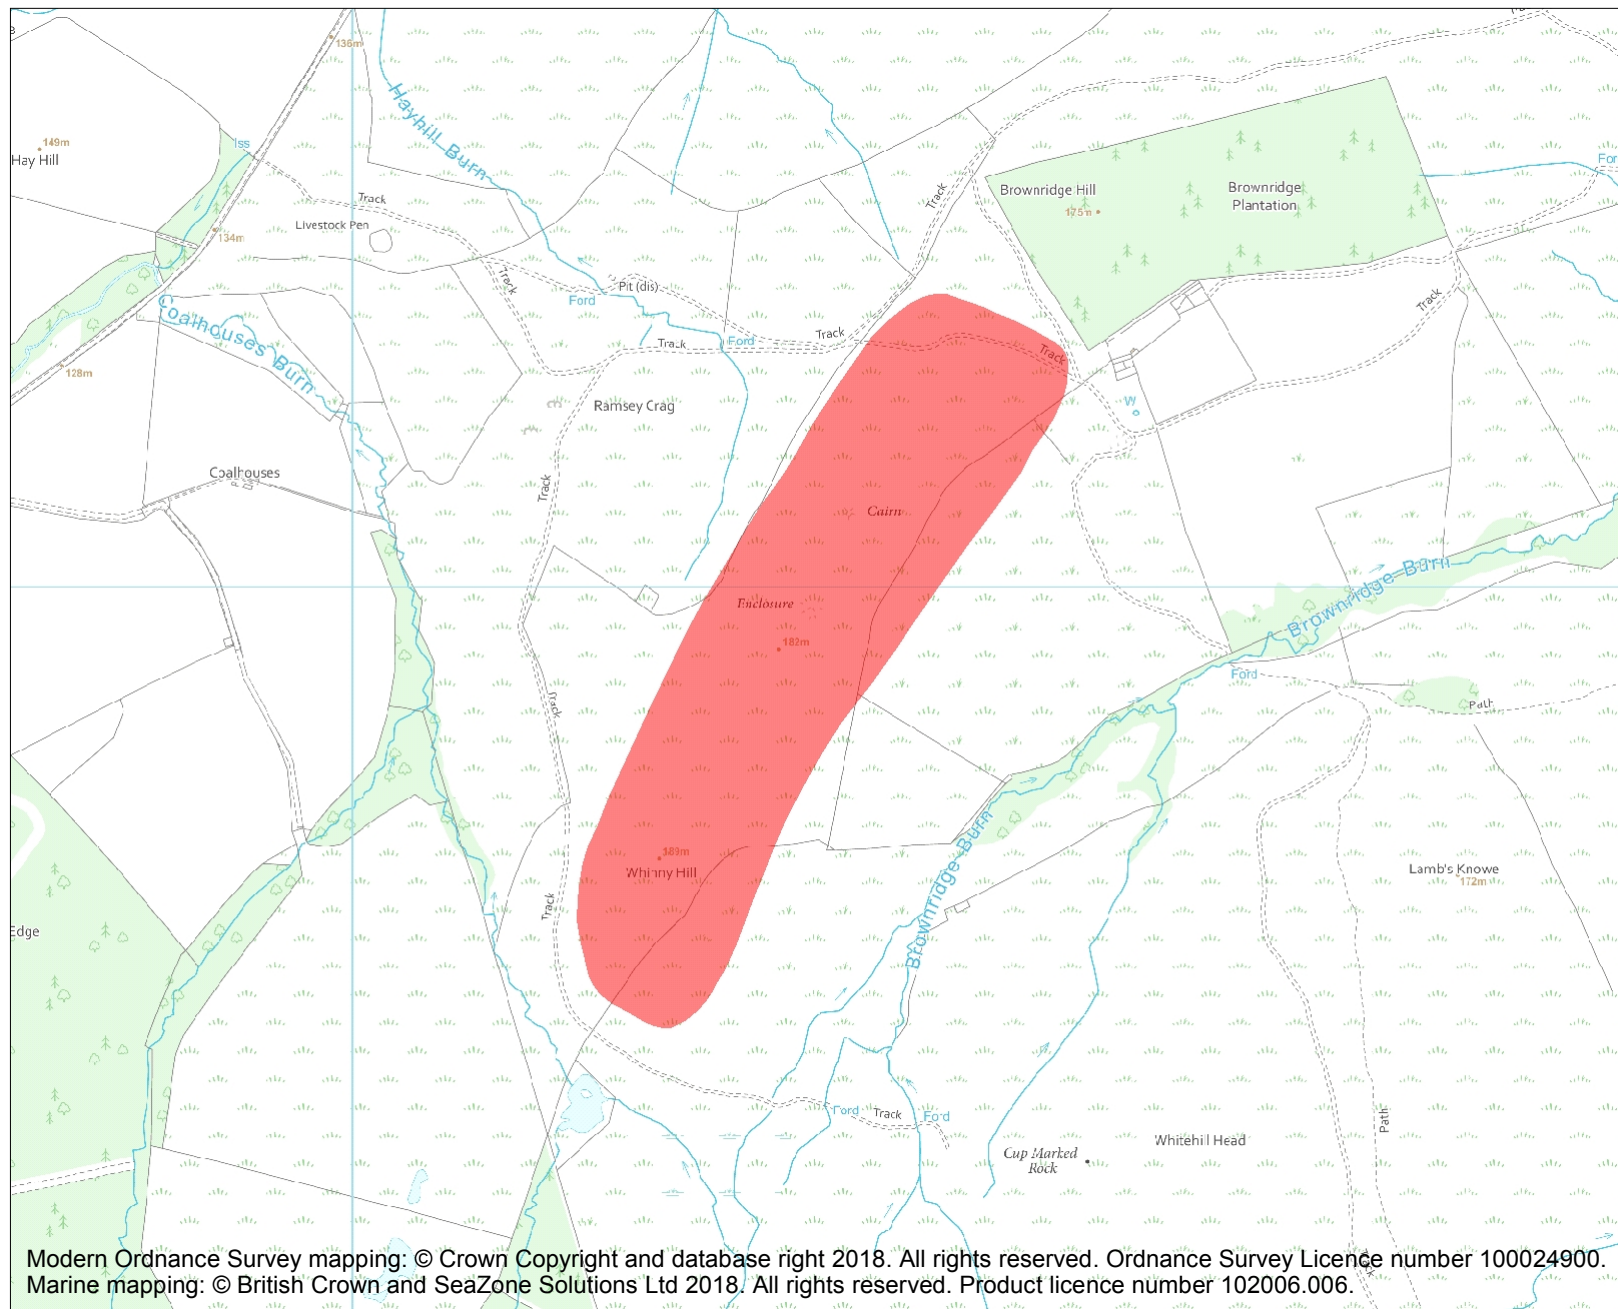 136m
Hayhill Burn
149m
Hay Hill
Iss
Track
Livestock Pen
134m
Track
Brownridge Hill
175m
Brownridge
Plantation
Track
Pit (dis)
Ford
Coalhouses Burn
Track
Ford
Track
Track
Track
128m
Ramsey Crag
W
Coalhouses
Track
Cairn
Enclosure
182m
Brownridge Burn
Ford
Track
Path
189m
Whinny Hill
Track
Brownridge Burn
Lamb's Knowe
172m
Edge
Ford
Track
Ford
Path
Whitehill Head
Cup Marked
Rock
Modern Ordnance Survey mapping: © Crown Copyright and database right 2018. All rights reserved. Ordnance Survey Licence number 100024900.
Marine mapping: © British Crown and SeaZone Solutions Ltd 2018. All rights reserved. Product licence number 102006.006.